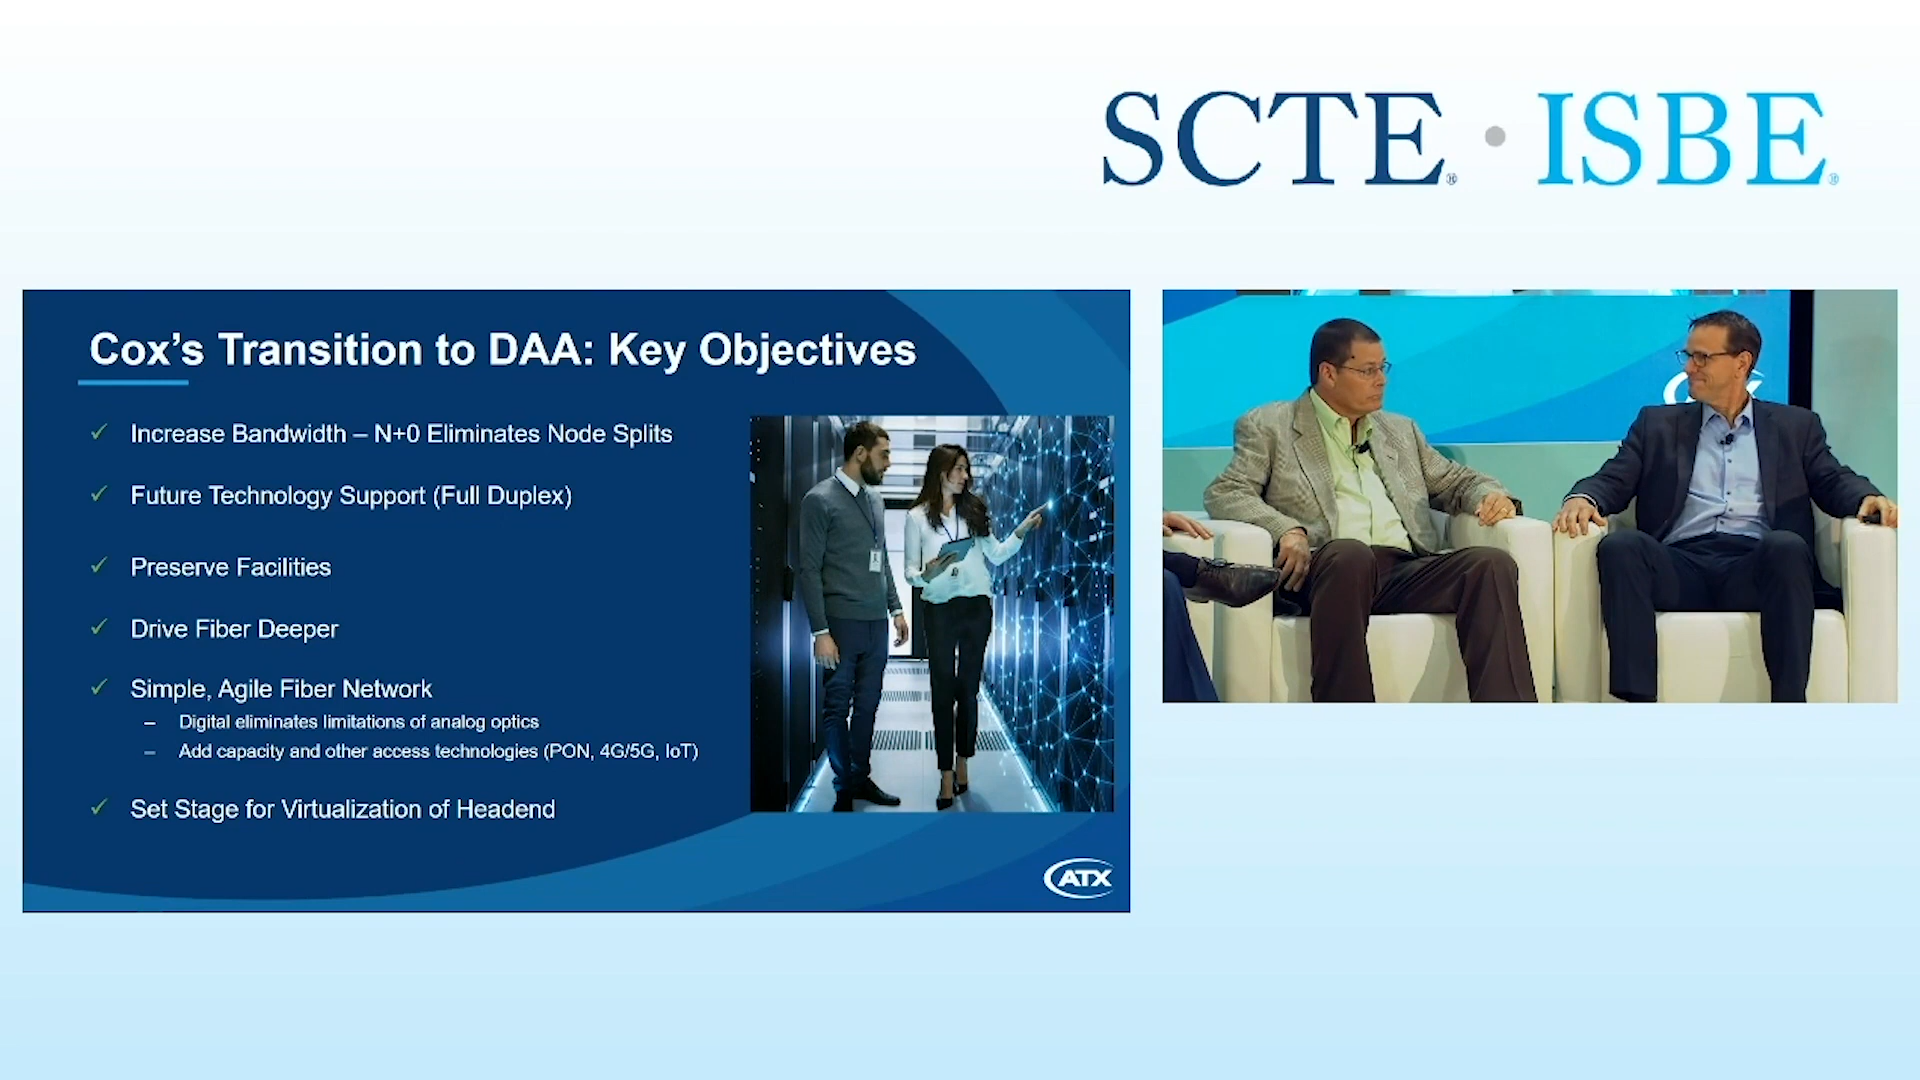 SCTE® • ISBE®
Cox's Transition to DAA: Key Objectives
✓ Increase Bandwidth – N+0 Eliminates Node Splits
✓ Future Technology Support (Full Duplex)
✓ Preserve Facilities
✓ Drive Fiber Deeper
✓ Simple, Agile Fiber Network
– Digital eliminates limitations of analog optics
– Add capacity and other access technologies (PON, 4G/5G, IoT)
✓ Set Stage for Virtualization of Headend
ATX